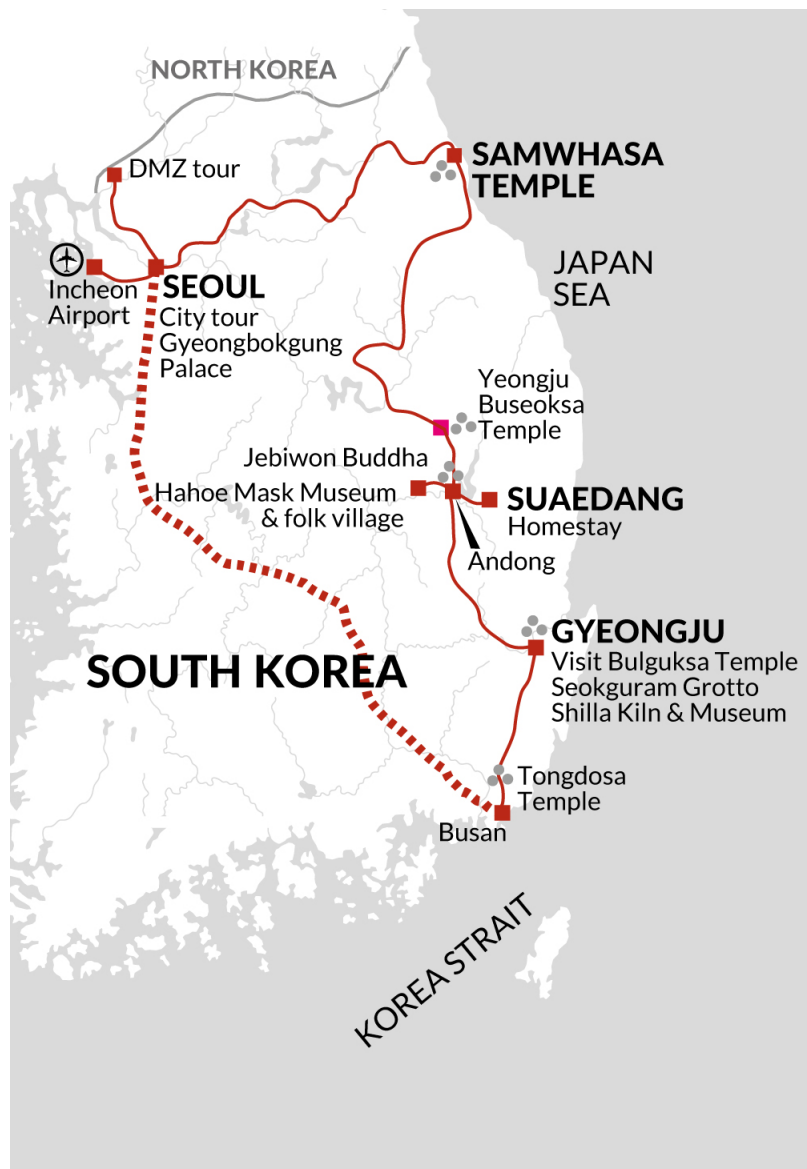 NORTH KOREA
DMZ tour
SAMWHASA
TEMPLE
JAPAN
SEA
Incheon
Airport
SEOUL
City tour
Gyeongbokgung
Palace
Yeongju
Buseoksa
Temple
Jebiwon Buddha
Hahoe Mask Museum
& folk village
SUAEDANG
Homestay
Andong
GYEONGJU
Visit Bulguksa Temple
Seokguram Grotto
Shilla Kiln & Museum
SOUTH KOREA
Tongdosa
Temple
Busan
KOREA STRAIT